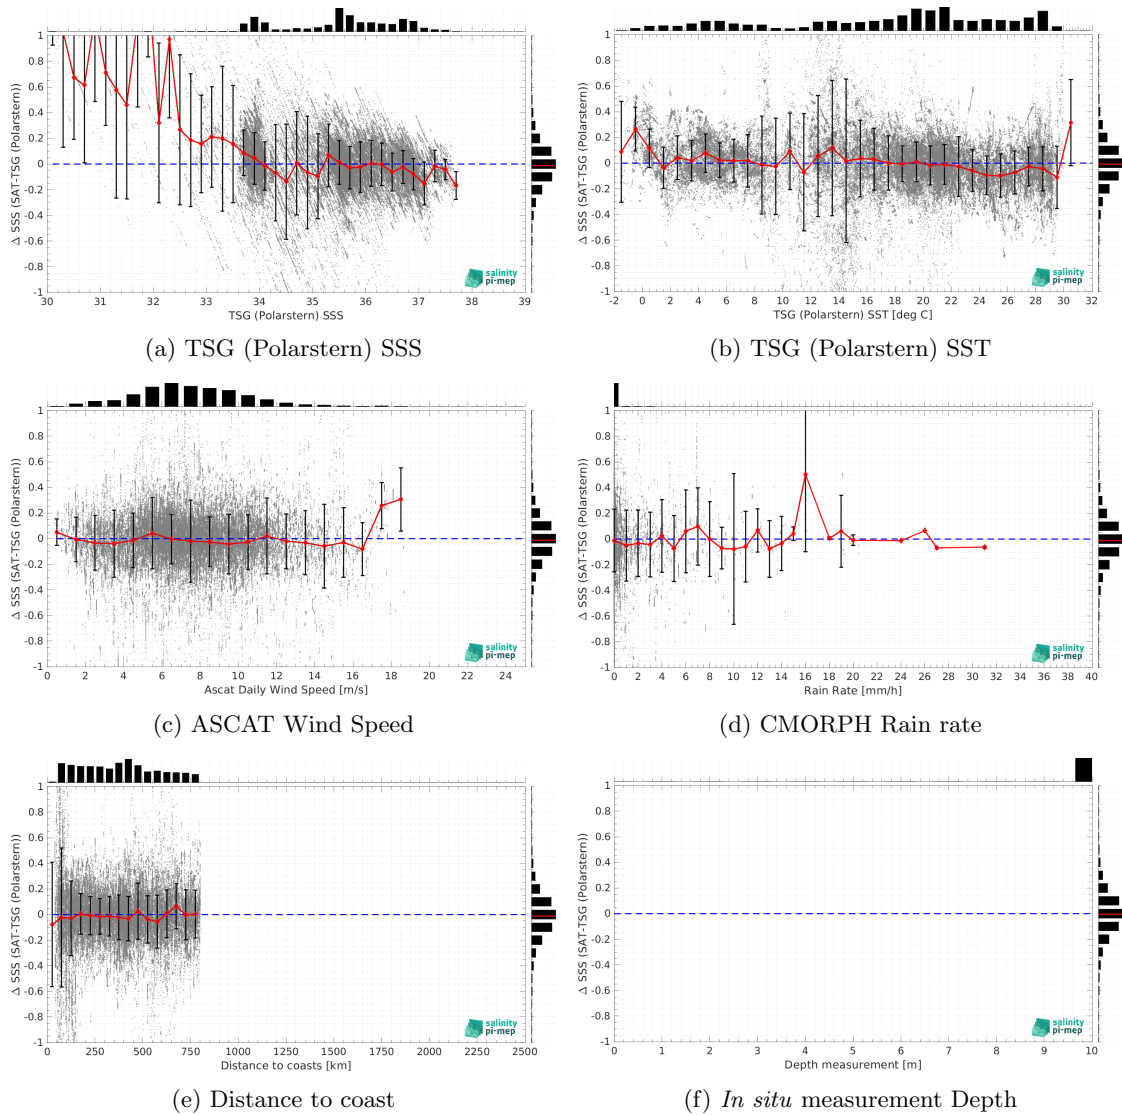 1
0.8
0.6
0.4
0.2
0
-0.2
-0.4
-0.6
-0.8
-1
Δ SSS (SAT-TSG (Polarstern))
30 31 32 33 34 35 36 37 38 39
TSG (Polarstern) SSS
salinity
pi-mep
(a) TSG (Polarstern) SSS
1
0.8
0.6
0.4
0.2
0
-0.2
-0.4
-0.6
-0.8
-1
Δ SSS (SAT-TSG (Polarstern))
-2 0 2 4 6 8 10 12 14 16 18 20 22 24 26 28 30 32
TSG (Polarstern) SST [deg C]
salinity
pi-mep
(b) TSG (Polarstern) SST
1
0.8
0.6
0.4
0.2
0
-0.2
-0.4
-0.6
-0.8
-1
Δ SSS (SAT-TSG (Polarstern))
0 2 4 6 8 10 12 14 16 18 20 22 24
Ascat Daily Wind Speed [m/s]
salinity
pi-mep
(c) ASCAT Wind Speed
1
0.8
0.6
0.4
0.2
0
-0.2
-0.4
-0.6
-0.8
-1
Δ SSS (SAT-TSG (Polarstern))
0 2 4 6 8 10 12 14 16 18 20 22 24 26 28 30 32 34 36 38 40
Rain Rate [mm/h]
salinity
pi-mep
(d) CMORPH Rain rate
1
0.8
0.6
0.4
0.2
0
-0.2
-0.4
-0.6
-0.8
-1
Δ SSS (SAT-TSG (Polarstern))
0 250 500 750 1000 1250 1500 1750 2000 2250 2500
Distance to coasts [km]
salinity
pi-mep
(e) Distance to coast
1
0.8
0.6
0.4
0.2
0
-0.2
-0.4
-0.6
-0.8
-1
Δ SSS (SAT-TSG (Polarstern))
0 1 2 3 4 5 6 7 8 9 10
Depth measurement [m]
salinity
pi-mep
(f) In situ measurement Depth